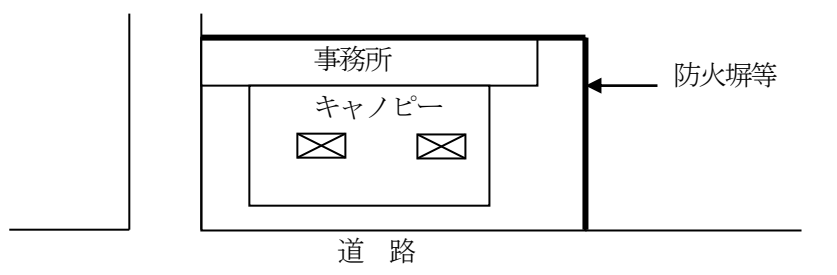 事務所
防火塀等
キャノピー
道　路